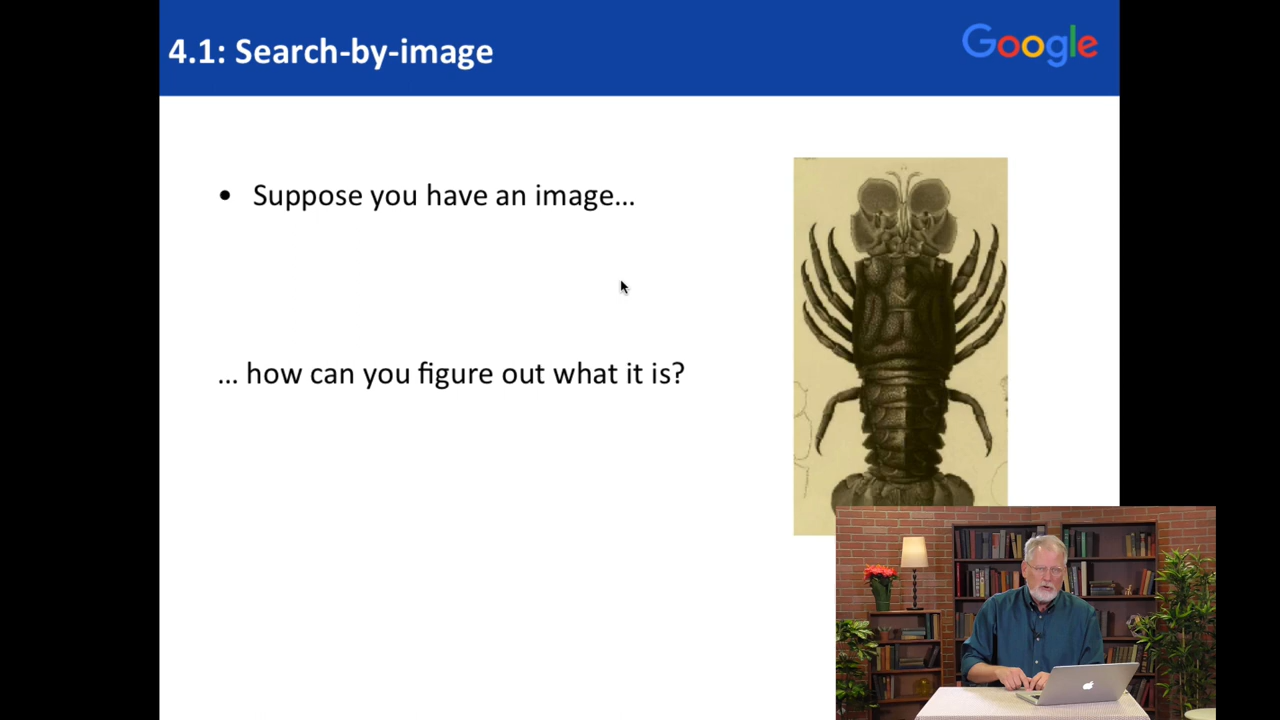 4.1: Search-by-image
Google
• Suppose you have an image...
... how can you figure out what it is?